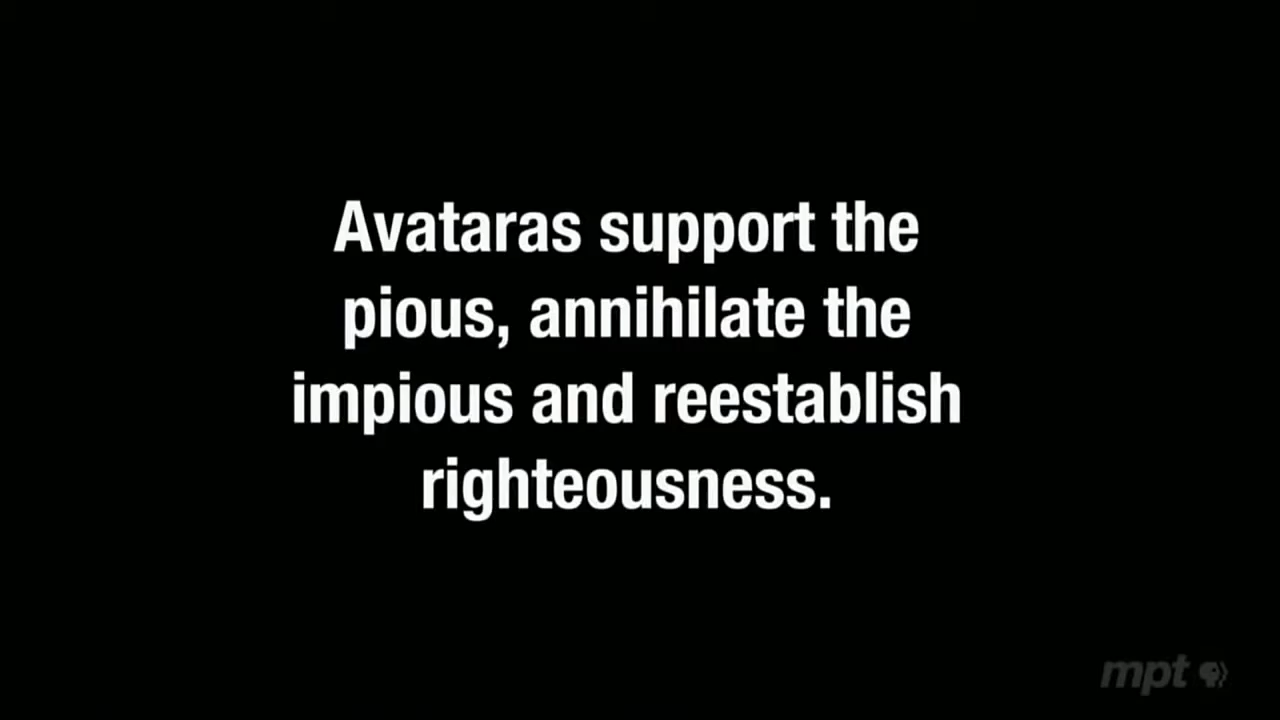 Avataras support the
pious, annihilate the
impious and reestablish
righteousness.
mpt